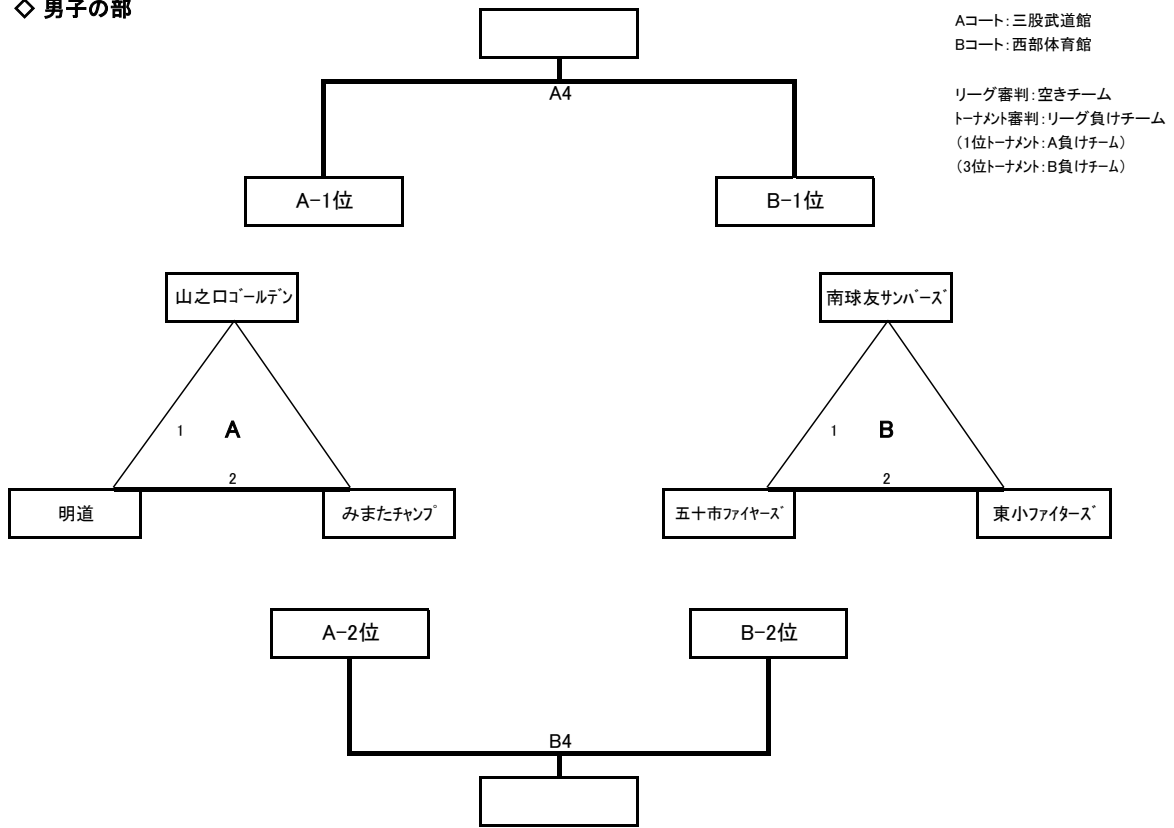 ◇ 男子の部
Aコート：三股武道館
Bコート：西部体育館
リーグ審判：空きチーム
ﾄｰﾅﾒﾝﾄ審判：リーグ負けチーム
（1位ﾄｰﾅﾒﾝﾄ：A負けチーム）
（3位ﾄｰﾅﾒﾝﾄ：B負けチーム）
A4
A-1位
B-1位
山之口ｺﾞｰﾙﾃﾞﾝ
南球友ｻﾝﾊﾞｰｽﾞ
1
A
2
明道
みまたﾁｬﾝﾌﾟ
1
B
2
五十市ﾌｧｲﾔｰｽﾞ
東小ﾌｧｲﾀｰｽﾞ
A-2位
B-2位
B4